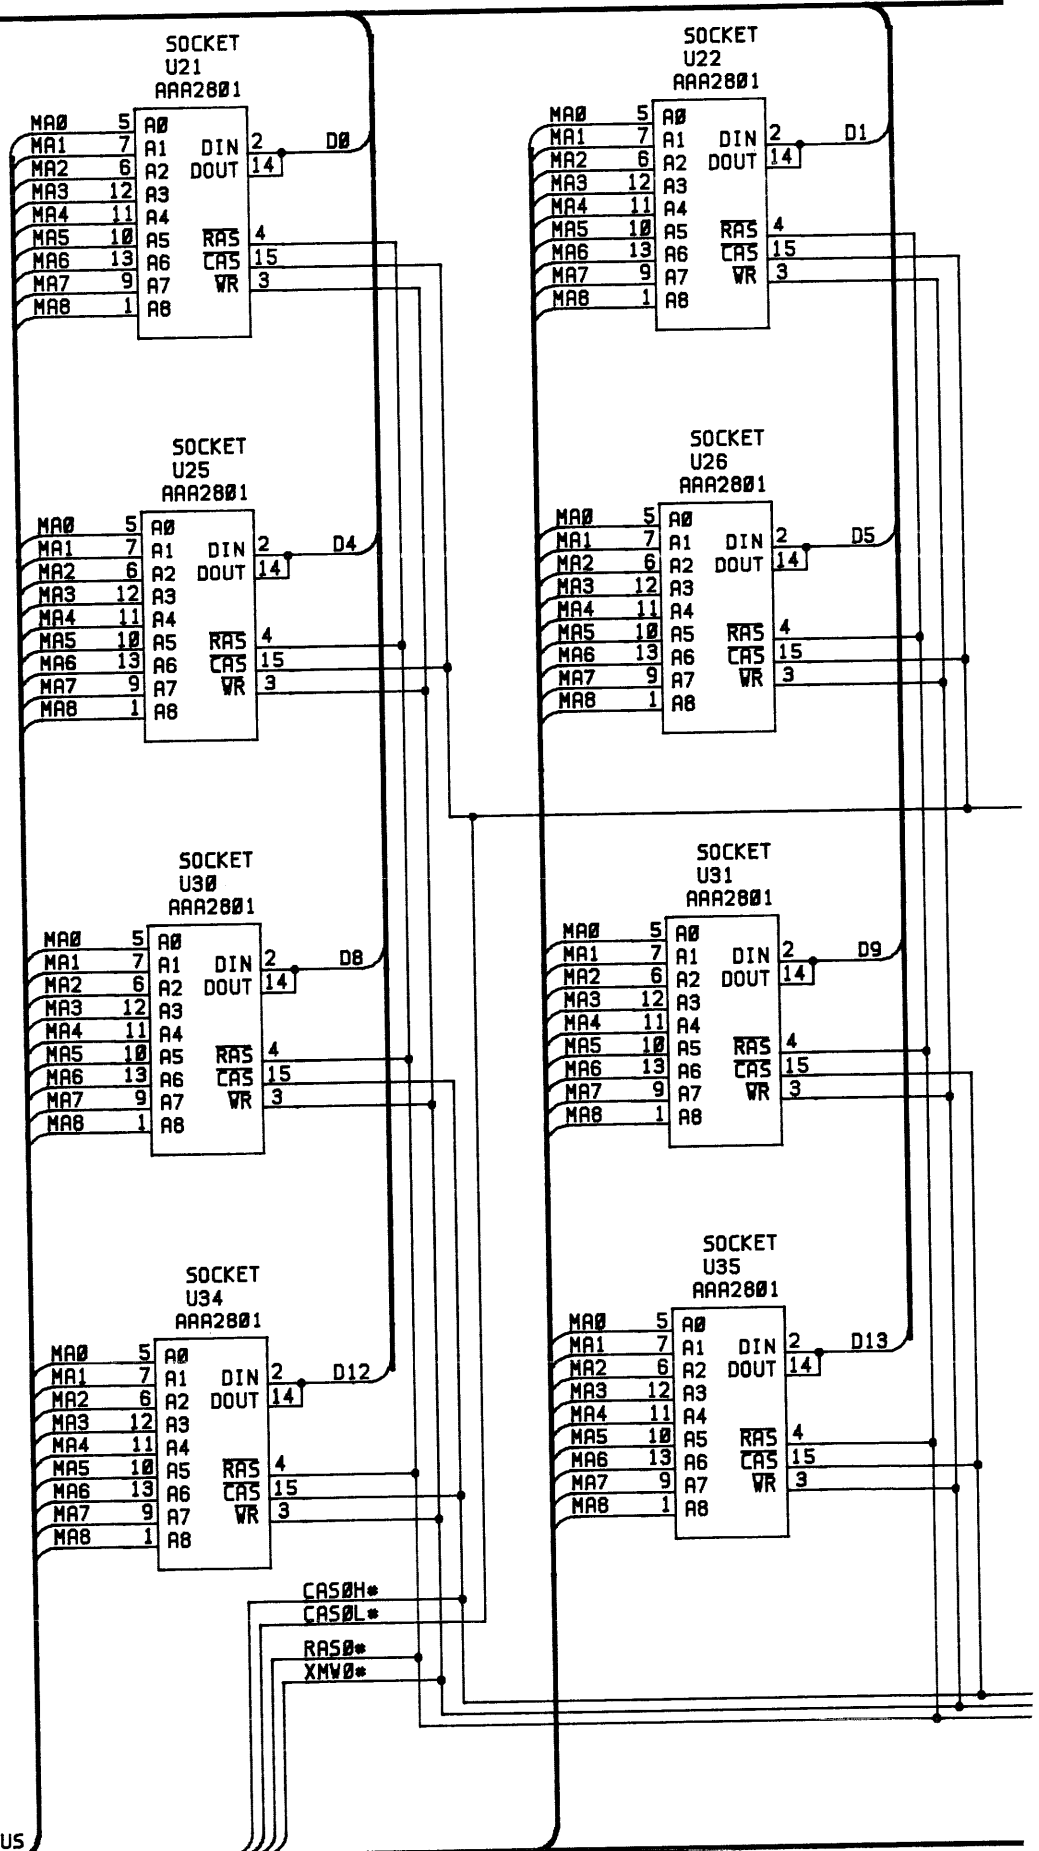 SOCKET
U21
AAA2801
MA0 5 A0
MA1 7 A1 DIN 2 D0
MA2 6 A2 DOUT 14
MA3 12 A3
MA4 11 A4
MA5 10 A5 RAS 4
MA6 13 A6 CAS 15
MA7 9 A7 WR 3
MA8 1 A8
SOCKET
U22
AAA2801
MA0 5 A0
MA1 7 A1 DIN 2 D1
MA2 6 A2 DOUT 14
MA3 12 A3
MA4 11 A4
MA5 10 A5 RAS 4
MA6 13 A6 CAS 15
MA7 9 A7 WR 3
MA8 1 A8
SOCKET
U25
AAA2801
MA0 5 A0
MA1 7 A1 DIN 2 D4
MA2 6 A2 DOUT 14
MA3 12 A3
MA4 11 A4
MA5 10 A5 RAS 4
MA6 13 A6 CAS 15
MA7 9 A7 WR 3
MA8 1 A8
SOCKET
U26
AAA2801
MA0 5 A0
MA1 7 A1 DIN 2 D5
MA2 6 A2 DOUT 14
MA3 12 A3
MA4 11 A4
MA5 10 A5 RAS 4
MA6 13 A6 CAS 15
MA7 9 A7 WR 3
MA8 1 A8
SOCKET
U30
AAA2801
MA0 5 A0
MA1 7 A1 DIN 2 D8
MA2 6 A2 DOUT 14
MA3 12 A3
MA4 11 A4
MA5 10 A5 RAS 4
MA6 13 A6 CAS 15
MA7 9 A7 WR 3
MA8 1 A8
SOCKET
U31
AAA2801
MA0 5 A0
MA1 7 A1 DIN 2 D9
MA2 6 A2 DOUT 14
MA3 12 A3
MA4 11 A4
MA5 10 A5 RAS 4
MA6 13 A6 CAS 15
MA7 9 A7 WR 3
MA8 1 A8
SOCKET
U34
AAA2801
MA0 5 A0
MA1 7 A1 DIN 2 D12
MA2 6 A2 DOUT 14
MA3 12 A3
MA4 11 A4
MA5 10 A5 RAS 4
MA6 13 A6 CAS 15
MA7 9 A7 WR 3
MA8 1 A8
SOCKET
U35
AAA2801
MA0 5 A0
MA1 7 A1 DIN 2 D13
MA2 6 A2 DOUT 14
MA3 12 A3
MA4 11 A4
MA5 10 A5 RAS 4
MA6 13 A6 CAS 15
MA7 9 A7 WR 3
MA8 1 A8
CAS0H*
CAS0L*
RAS0*
XMW0*
US